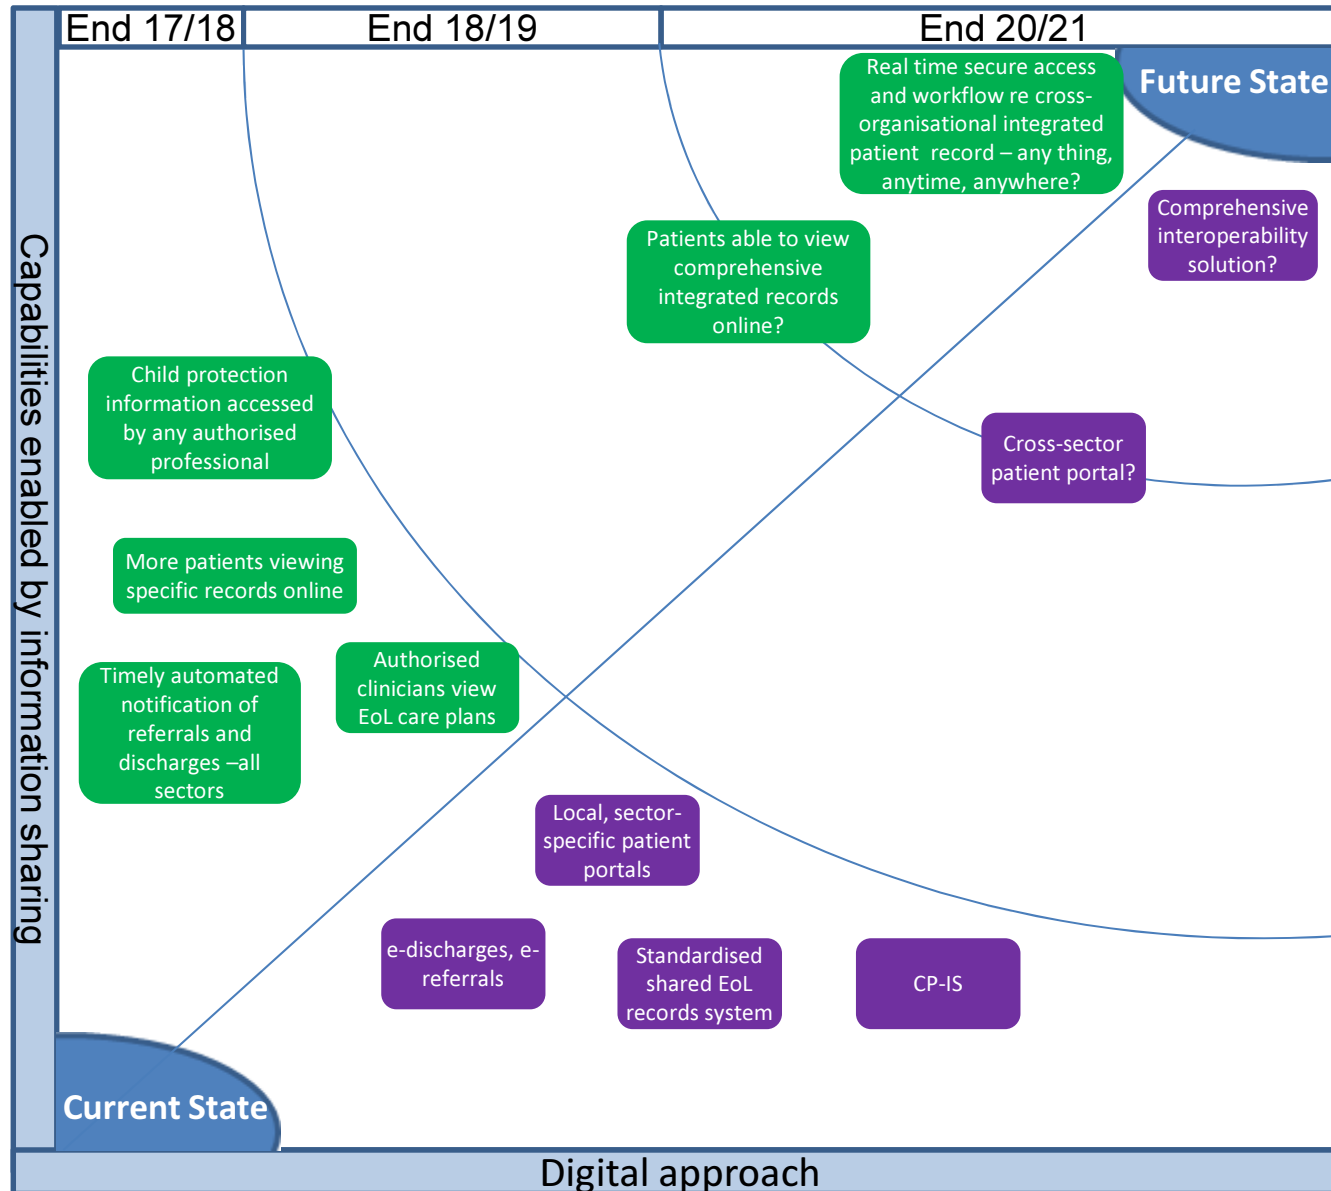 End 17/18
End 18/19
End 20/21
Real time secure access
and workflow re cross-
organisational integrated
patient record – any thing,
anytime, anywhere?
Future State
Comprehensive
interoperability
solution?
Patients able to view
comprehensive
integrated records
online?
Capabilities enabled by information sharing
Child protection
information accessed
by any authorised
professional
Cross-sector
patient portal?
More patients viewing
specific records online
Authorised
clinicians view
EoL care plans
Timely automated
notification of
referrals and
discharges –all
sectors
Local, sector-
specific patient
portals
e-discharges, e-
referrals
Standardised
shared EoL
records system
CP-IS
Current State
Digital approach